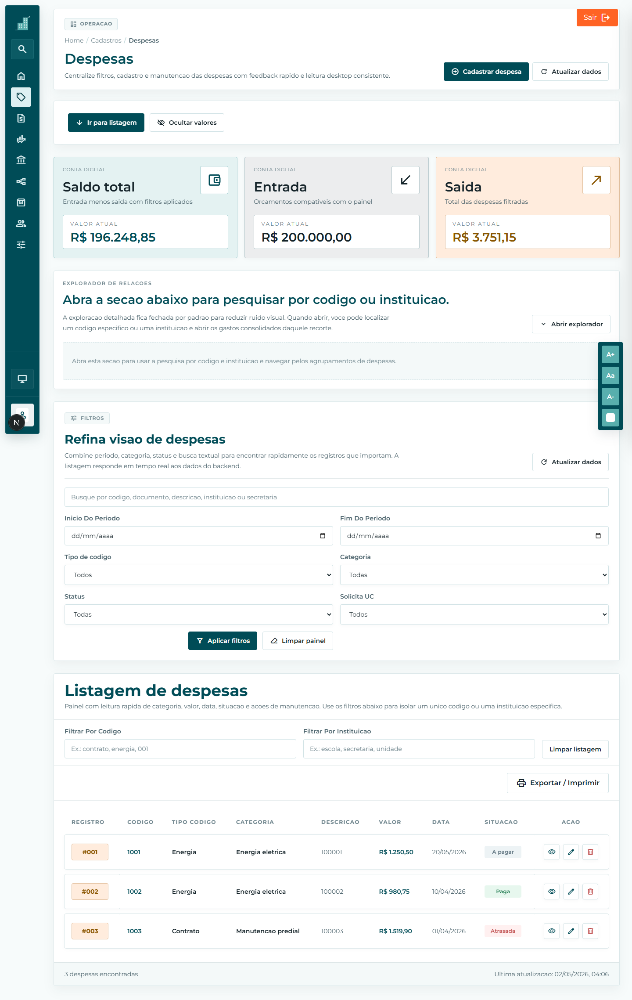 Sair
OPERACAO
Home / Cadastros / Despesas
Despesas
Centralize filtros, cadastro e manutencao das despesas com feedback rapido e leitura desktop consistente.
Cadastrar despesa
Atualizar dados
Ir para listagem
Ocultar valores
CONTA DIGITAL
Saldo total
Entrada menos saida com filtros aplicados
VALOR ATUAL
R$ 196.248,85
CONTA DIGITAL
Entrada
Orcamentos compativeis com o painel
VALOR ATUAL
R$ 200.000,00
CONTA DIGITAL
Saida
Total das despesas filtradas
VALOR ATUAL
R$ 3.751,15
EXPLORADOR DE RELACOES
Abra a secao abaixo para pesquisar por codigo ou instituicao.
A exploracao detalhada fica fechada por padrao para reduzir ruido visual. Quando abrir, voce pode localizar
um codigo especifico ou uma instituicao e abrir os gastos consolidados daquele recorte.
Abrir explorador
Abra esta secao para usar a pesquisa por codigo e instituicao e navegar pelos agrupamentos de despesas.
A+
Aa
A-
N
FILTROS
Refina visao de despesas
Combine periodo, categoria, status e busca textual para encontrar rapidamente os registros que importam. A
listagem responde em tempo real aos dados do backend.
Atualizar dados
Busque por codigo, documento, descricao, instituicao ou secretaria
Inicio Do Periodo
dd/mm/aaaa
Fim Do Periodo
dd/mm/aaaa
Tipo de codigo
Todos
Categoria
Todas
Status
Todas
Solicita UC
Todos
Aplicar filtros
Limpar painel
Listagem de despesas
Painel com leitura rapida de categoria, valor, data, situacao e acoes de manutencao. Use os filtros abaixo para isolar um unico codigo ou uma instituicao especifica.
Filtrar Por Codigo
Ex.: contrato, energia, 001
Filtrar Por Instituicao
Ex.: escola, secretaria, unidade
Limpar listagem
Exportar / Imprimir
REGISTRO CODIGO TIPO CODIGO CATEGORIA DESCRICAO VALOR DATA SITUACAO ACAO
#001 1001 Energia Energia eletrica 100001 R$ 1.250,50 20/05/2026 A pagar
#002 1002 Energia Energia eletrica 100002 R$ 980,75 10/04/2026 Paga
#003 1003 Contrato Manutencao predial 100003 R$ 1.519,90 01/04/2026 Atrasada
3 despesas encontradas
Ultima atualizacao: 02/05/2026, 04:06